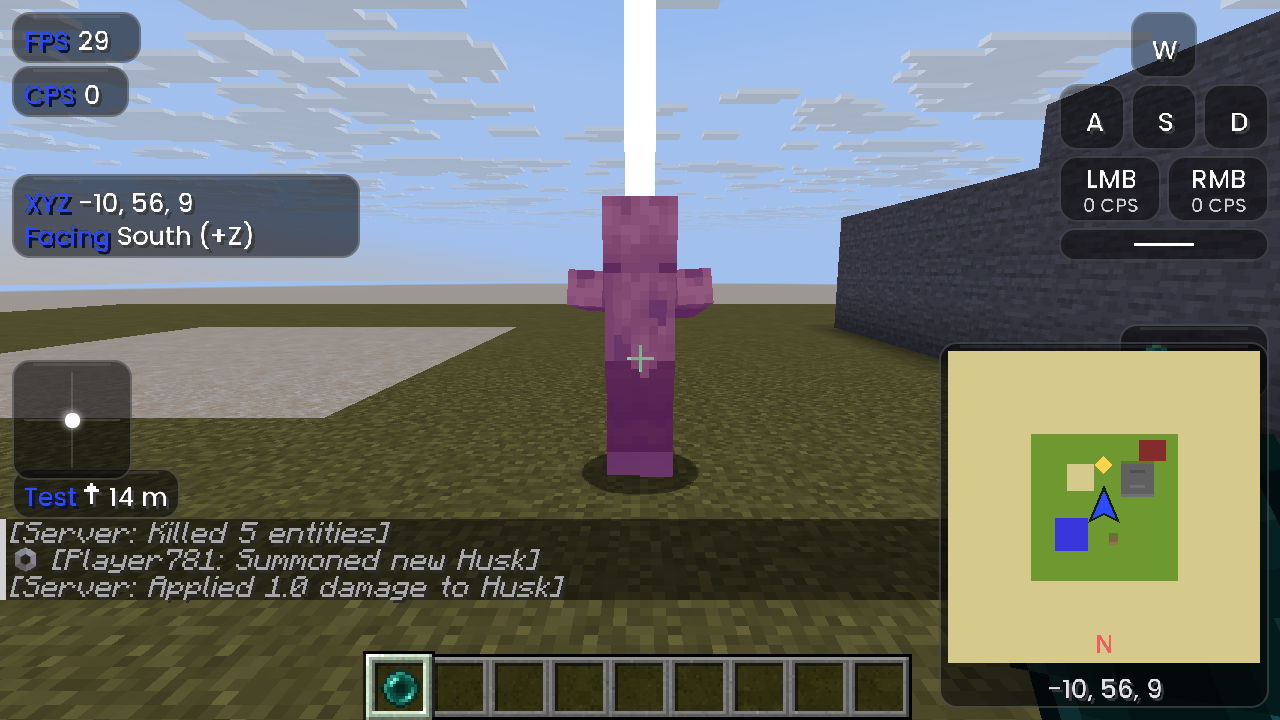 FPS 29
CPS 0
XYZ -10, 56, 9
Facing South (+Z)
Test 14 m
[Server: Killed 5 entities]
[Player781: Summoned new Husk]
[Server: Applied 1.0 damage to Husk]
W
A S D
LMB RMB
0 CPS 0 CPS
N
-10, 56, 9